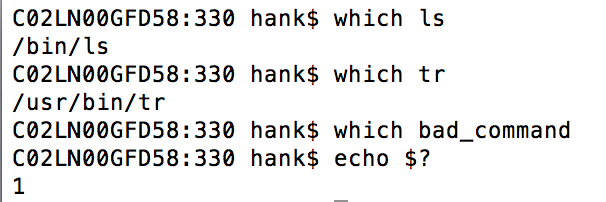 C02LN00GFD58:330 hank$ which ls
/bin/ls
C02LN00GFD58:330 hank$ which tr
/usr/bin/tr
C02LN00GFD58:330 hank$ which bad_command
C02LN00GFD58:330 hank$ echo $?
1